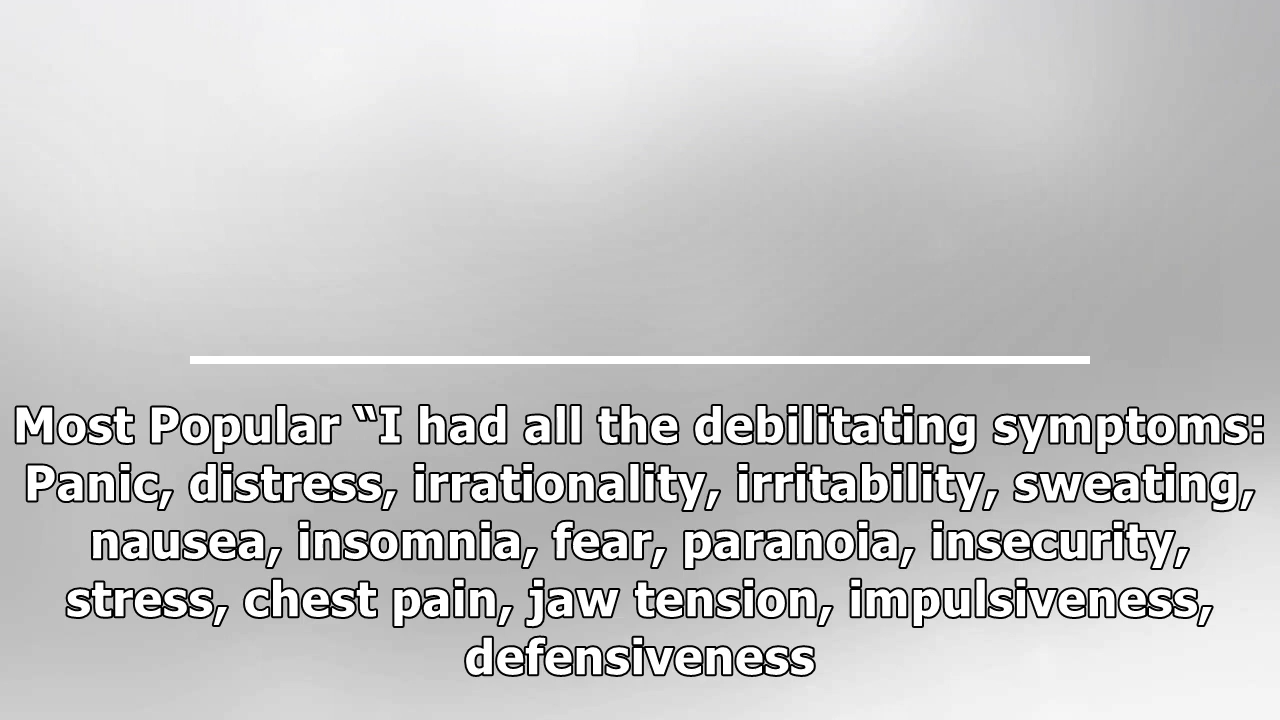 Most Popular “I had all the debilitating symptoms:
Panic, distress, irrationality, irritability, sweating,
nausea, insomnia, fear, paranoia, insecurity,
stress, chest pain, jaw tension, impulsiveness,
defensiveness